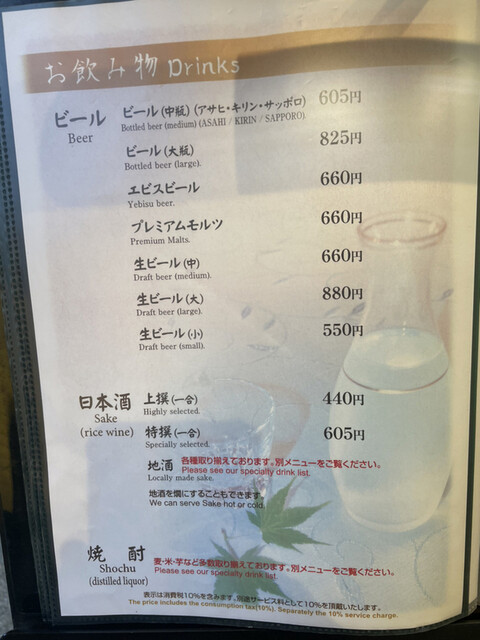 お飲み物 Drinks
ビール
Beer
ビール(中瓶)(アサヒ・キリン・サッポロ) 605円
Bottled beer (medium) (ASAHI / KIRIN / SAPPORO)
ビール(大瓶) 825円
Bottled beer (large).
エビスビール 660円
Yebisu beer.
プレミアムモルツ 660円
Premium Malts.
生ビール(中) 660円
Draft beer (medium).
生ビール(大) 880円
Draft beer (large).
生ビール(小) 550円
Draft beer (small).
日本酒
Sake
(rice wine)
上撰(一合) 440円
Highly selected.
特撰(一合) 605円
Specially selected.
地酒 各種取り揃えております。別メニューをご覧ください。
Locally made sake. Please see our specialty drink list.
地酒を燗にすることもできます。
We can serve Sake hot or cold.
焼酎
Shochu
(distilled liquor)
麦・米・芋など多数取り揃えております。別メニューをご覧ください。
Please see our specialty drink list.
表示は消費税10%を含みます。別途サービス料として10%を頂戴いたします。
The price includes the consumption tax(10%). Separately the 10% service charge.